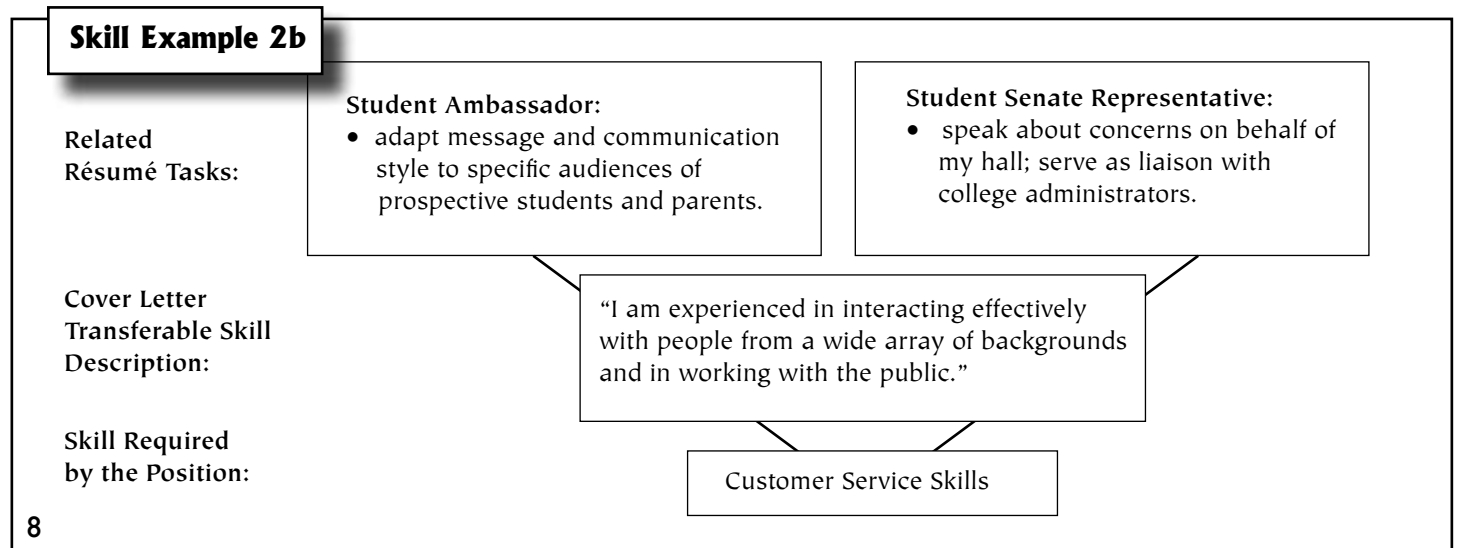 Skill Example 2b
Related
Résumé Tasks:
Student Ambassador:
• adapt message and communication
style to specific audiences of
prospective students and parents.
Student Senate Representative:
• speak about concerns on behalf of
my hall; serve as liaison with
college administrators.
Cover Letter
Transferable Skill
Description:
“I am experienced in interacting effectively
with people from a wide array of backgrounds
and in working with the public.”
Skill Required
by the Position:
Customer Service Skills
8